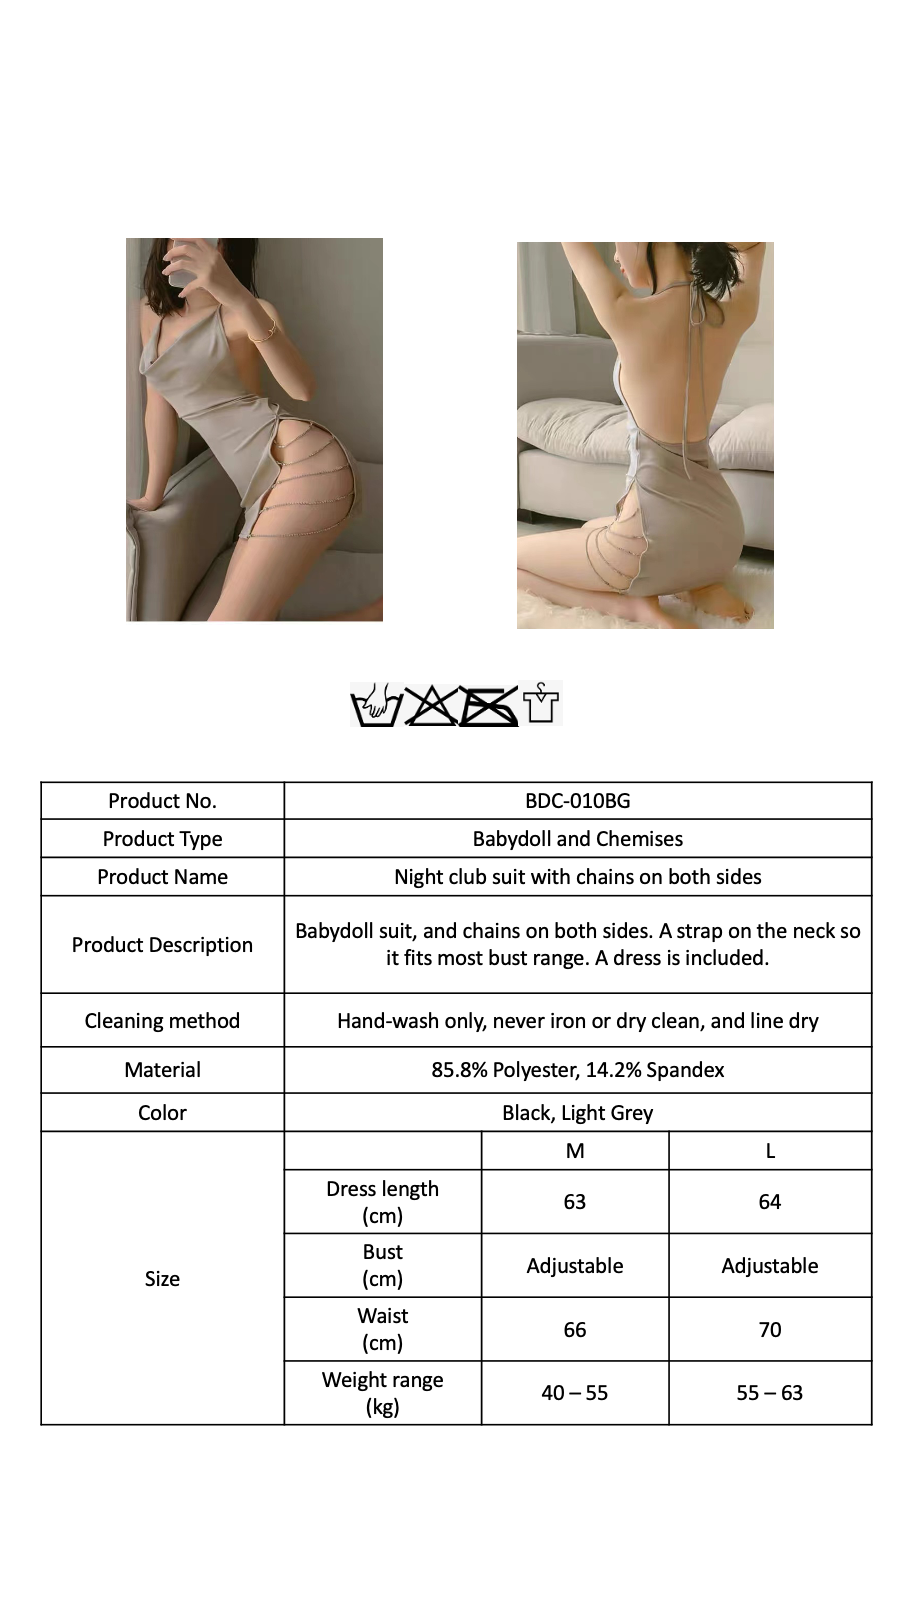 Product No.
BDC-010BG
Product Type
Babydoll and Chemises
Product Name
Night club suit with chains on both sides
Product Description
Babydoll suit, and chains on both sides. A strap on the neck so
it fits most bust range. A dress is included.
Cleaning method
Hand-wash only, never iron or dry clean, and line dry
Material
85.8% Polyester, 14.2% Spandex
Color
Black, Light Grey
Size
M
L
Dress length
(cm)
63
64
Bust
(cm)
Adjustable
Adjustable
Waist
(cm)
66
70
Weight range
(kg)
40 – 55
55 – 63